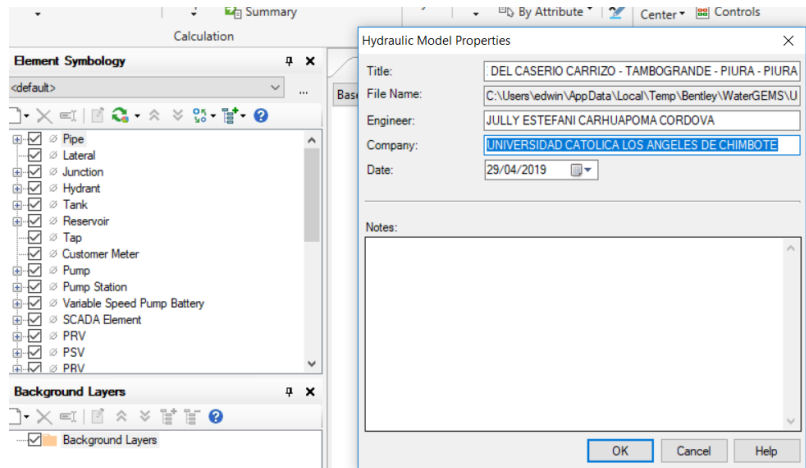 Summary
Calculation
By Attribute
Center
Controls
Element Symbology
<default>
...
Pipe
Lateral
Junction
Hydrant
Tank
Reservoir
Tap
Customer Meter
Pump
Pump Station
Variable Speed Pump Battery
SCADA Element
PRV
PSV
PBV
Background Layers
Background Layers
Bas
Hydraulic Model Properties
Title: : DEL CASERIO CARRIZO - TAMBOGRANDE - PIURA - PIURA
File Name: C:\Users\edwin\AppData\Local\Temp\Bentley\WaterGEMS\U
Engineer: JULLY ESTEFANI CARHUAPOMA CORDOVA
Company: UNIVERSIDAD CATOLICA LOS ANGELES DE CHIMBOTE
Date: 29/04/2019
Notes:
OK
Cancel
Help